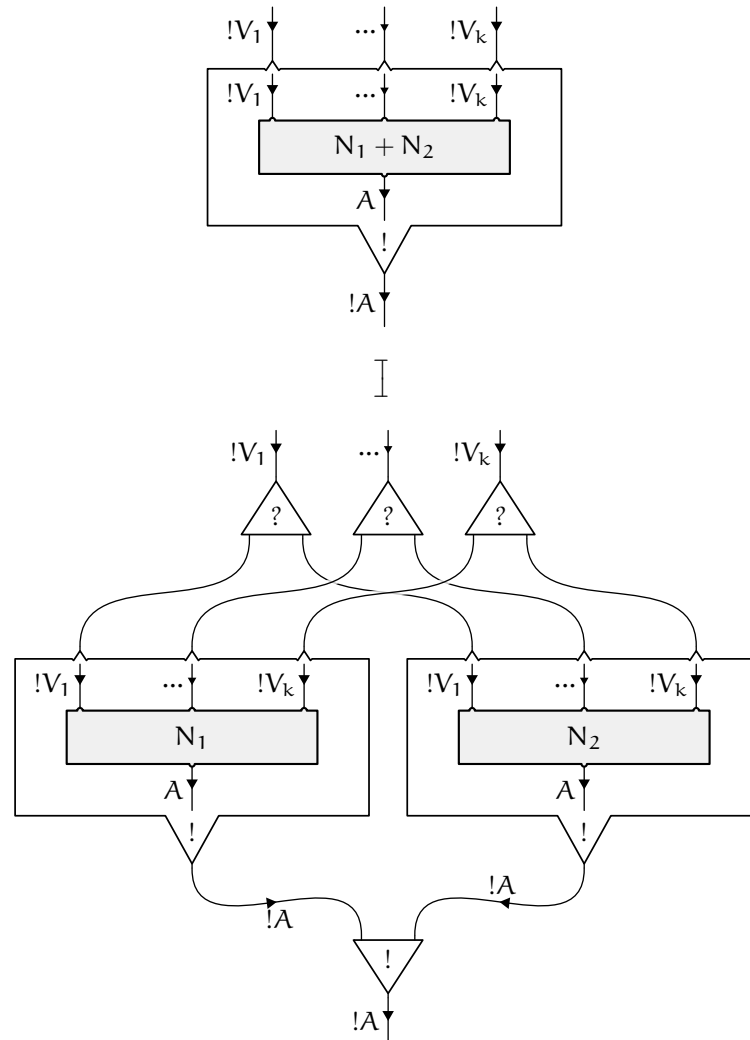 !V₁ ... !Vₖ
!V₁ ... !Vₖ
N₁ + N₂
A
!
!A
!V₁ ... !Vₖ
? ? ?
!V₁ ... !Vₖ !V₁ ... !Vₖ
N₁ N₂
A A
! !
!A !A
!
!A